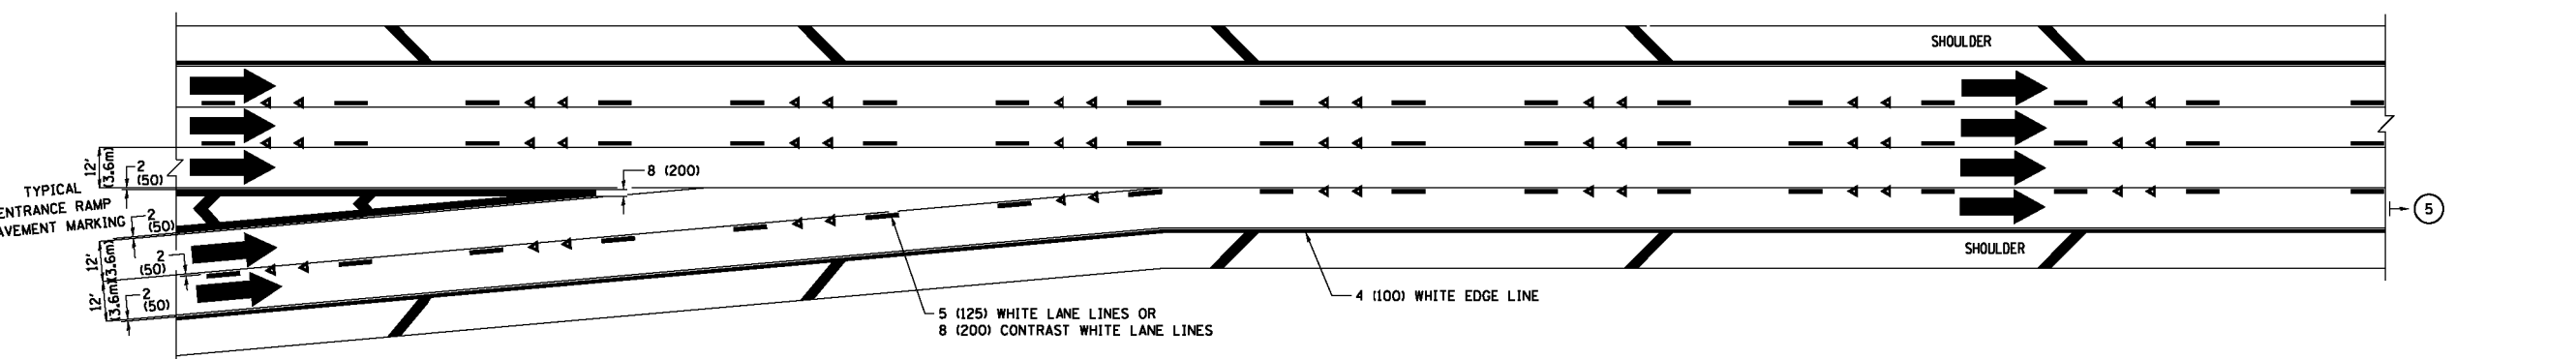 SHOULDER
12'
(3.6m)
2
(50)
8 (200)
TYPICAL
ENTRANCE RAMP
AVEMENT MARKING
2
(50)
5
SHOULDER
12'
(3.6m)
2
(50)
12'
(3.6m)
2
(50)
4 (100) WHITE EDGE LINE
5 (125) WHITE LANE LINES OR
8 (200) CONTRAST WHITE LANE LINES